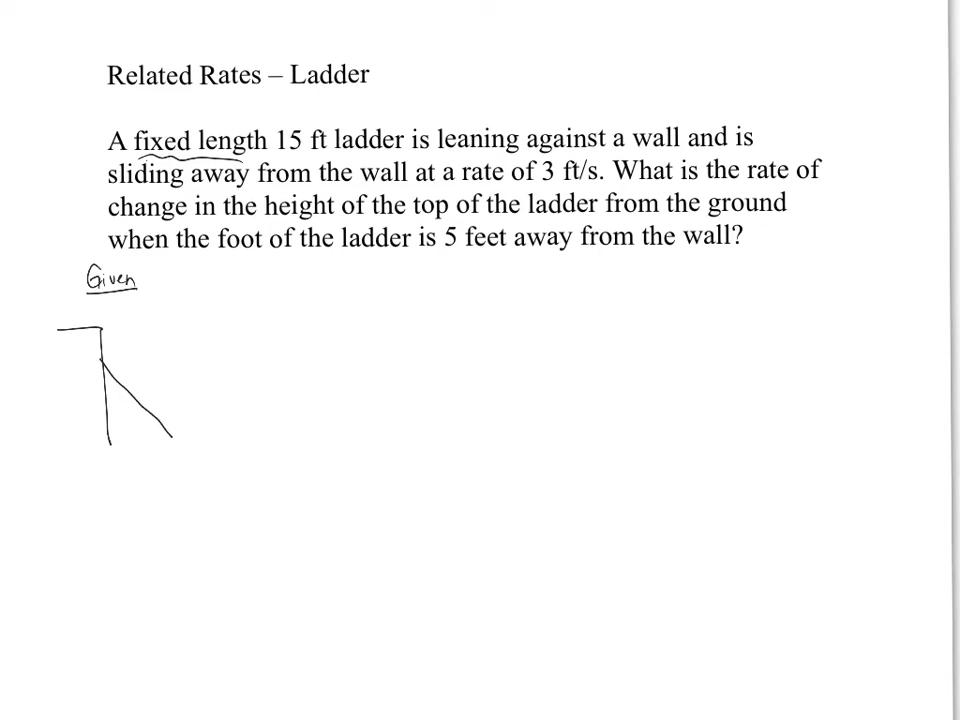 Related Rates – Ladder
A fixed length 15 ft ladder is leaning against a wall and is
sliding away from the wall at a rate of 3 ft/s. What is the rate of
change in the height of the top of the ladder from the ground
when the foot of the ladder is 5 feet away from the wall?
Given